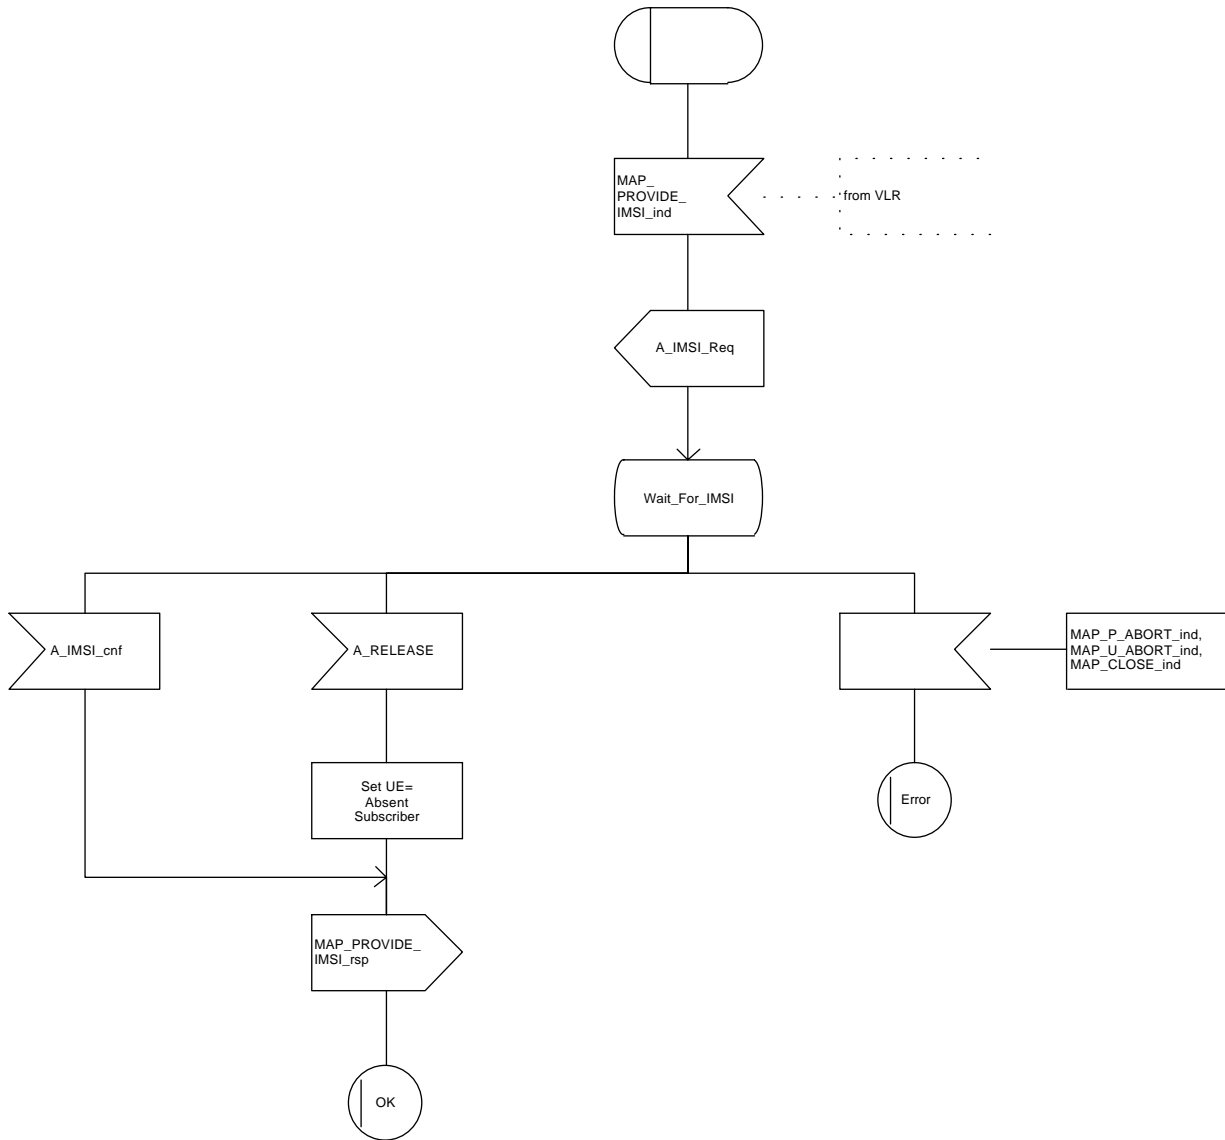 MAP_
PROVIDE_
IMSI_ind
from VLR
A_IMSI_Req
Wait_For_IMSI
A_IMSI_cnf
A_RELEASE
MAP_P_ABORT_ind,
MAP_U_ABORT_ind,
MAP_CLOSE_ind
Set UE=
Absent
Subscriber
Error
MAP_PROVIDE_
IMSI_rsp
OK